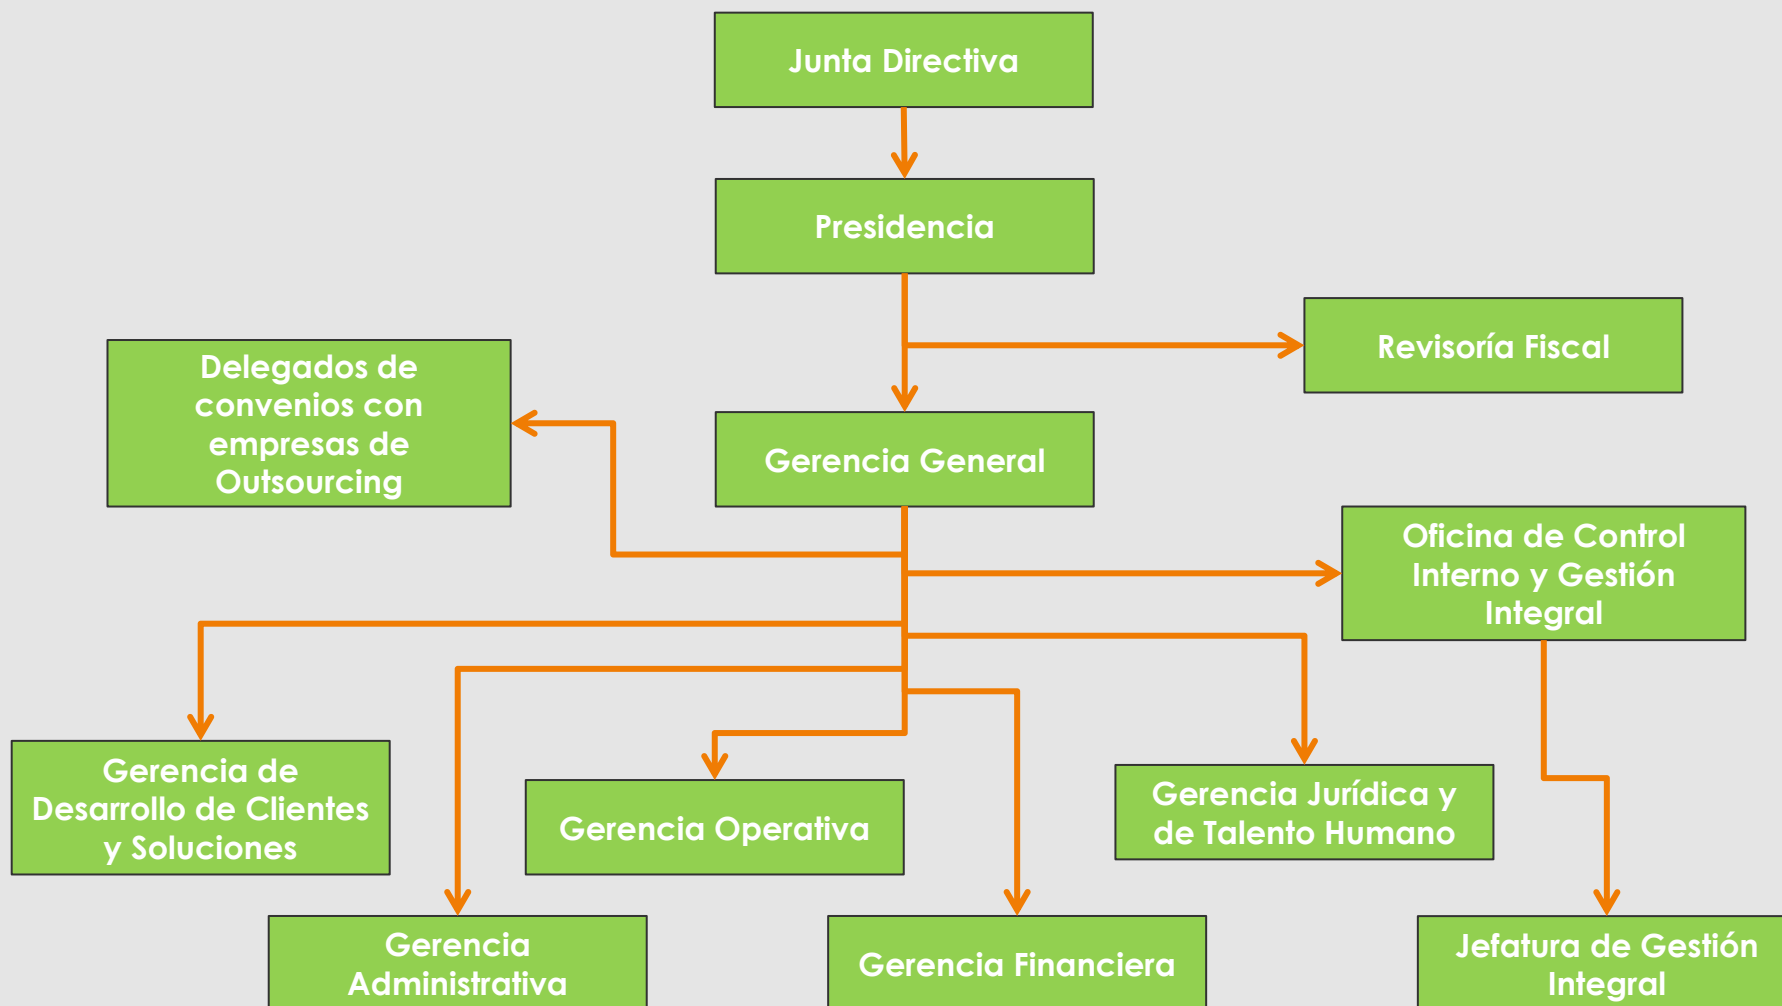 Junta Directiva
Presidencia
Revisoría Fiscal
Delegados de
convenios con
empresas de
Outsourcing
Gerencia General
Oficina de Control
Interno y Gestión
Integral
Gerencia de
Desarrollo de Clientes
y Soluciones
Gerencia Operativa
Gerencia Jurídica y
de Talento Humano
Gerencia
Administrativa
Gerencia Financiera
Jefatura de Gestión
Integral